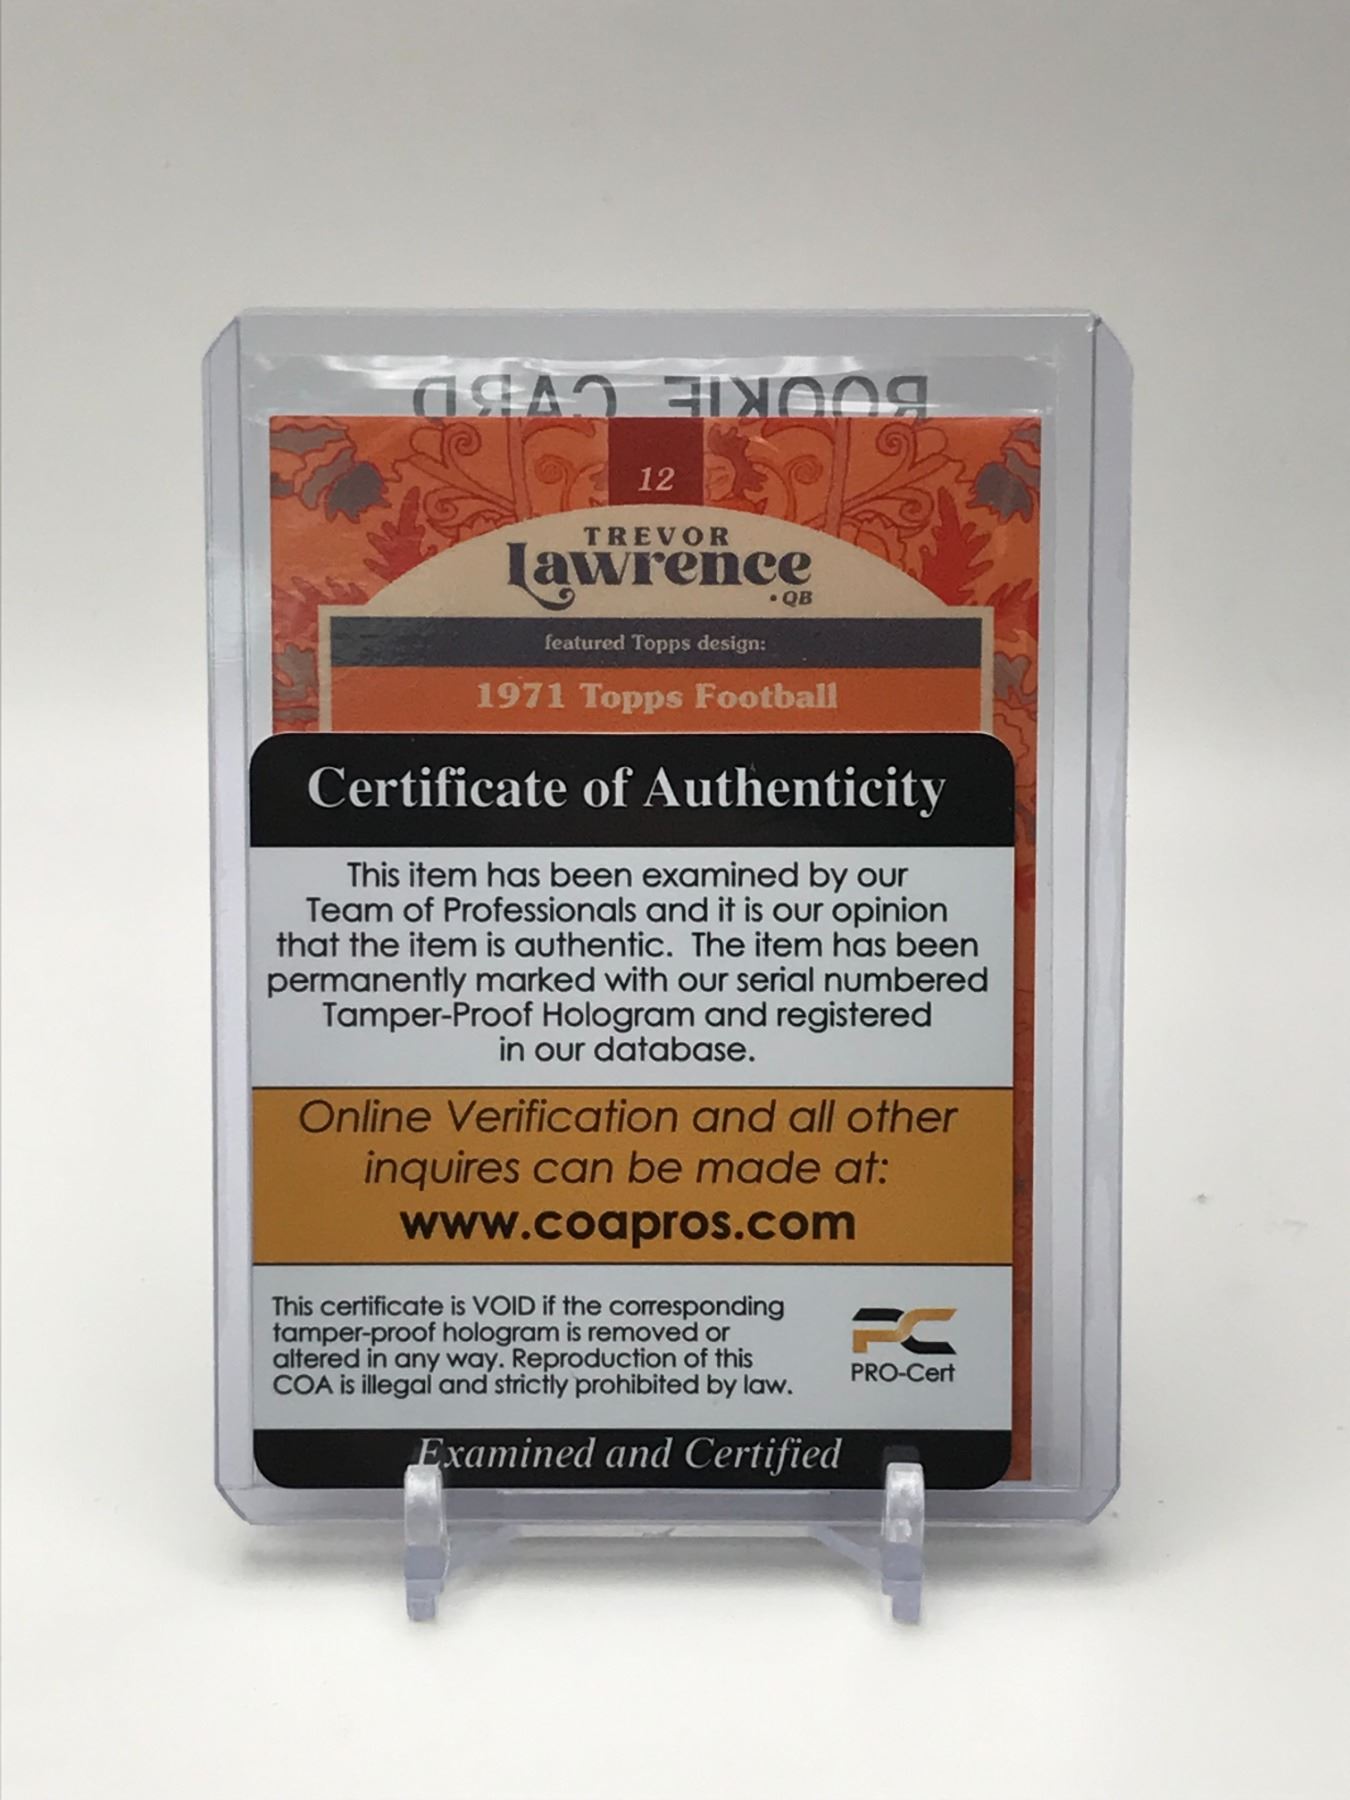 ROOKIE CARD
12
TREVOR
Lawrence
• QB
featured Topps design:
1971 Topps Football
Certificate of Authenticity
This item has been examined by our
Team of Professionals and it is our opinion
that the item is authentic. The item has been
permanently marked with our serial numbered
Tamper-Proof Hologram and registered
in our database.
Online Verification and all other
inquires can be made at:
www.coapros.com
This certificate is VOID if the corresponding
tamper-proof hologram is removed or
altered in any way. Reproduction of this
COA is illegal and strictly prohibited by law.
PC
PRO-Cert
Examined and Certified